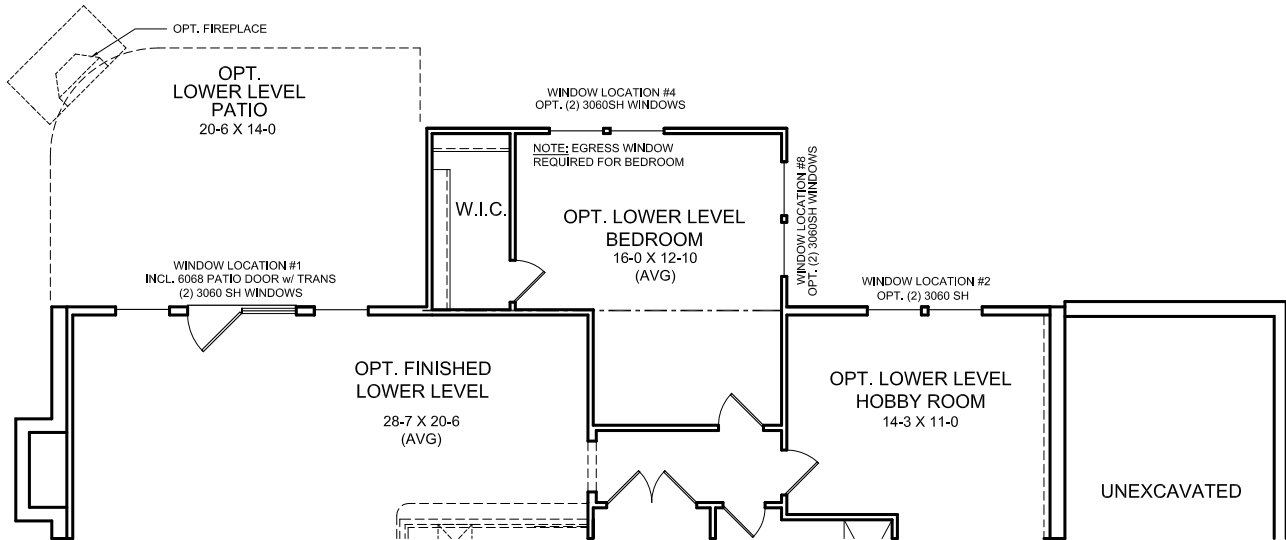 OPT. FIREPLACE
OPT.
LOWER LEVEL
PATIO
20-6 X 14-0
WINDOW LOCATION #4
OPT. (2) 3060SH WINDOWS
NOTE: EGRESS WINDOW
REQUIRED FOR BEDROOM
W.I.C.
OPT. LOWER LEVEL
BEDROOM
16-0 X 12-10
(AVG)
WINDOW LOCATION #8
OPT. (2) 3060SH WINDOWS
WINDOW LOCATION #1
INCL. 6068 PATIO DOOR w/ TRANS
(2) 3060 SH WINDOWS
WINDOW LOCATION #2
OPT. (2) 3060 SH
OPT. FINISHED
LOWER LEVEL
28-7 X 20-6
(AVG)
OPT. LOWER LEVEL
HOBBY ROOM
14-3 X 11-0
UNEXCAVATED